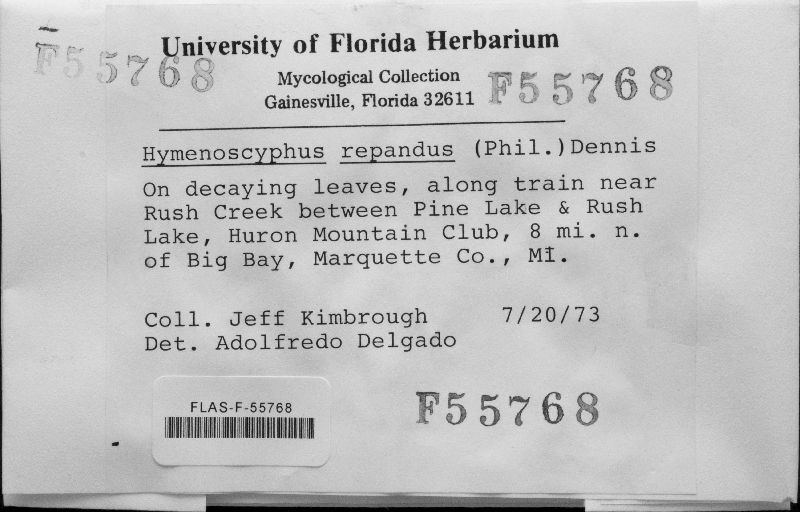 University of Florida Herbarium
F55768
Mycological Collection
F55768
Gainesville, Florida 32611
Hymenoscyphus repandus (Phil.)Dennis
On decaying leaves, along train near
Rush Creek between Pine Lake & Rush
Lake, Huron Mountain Club, 8 mi. n.
of Big Bay, Marquette Co., MI.
Coll. Jeff Kimbrough 7/20/73
Det. Adolfredo Delgado
FLAS-F-55768
F55768